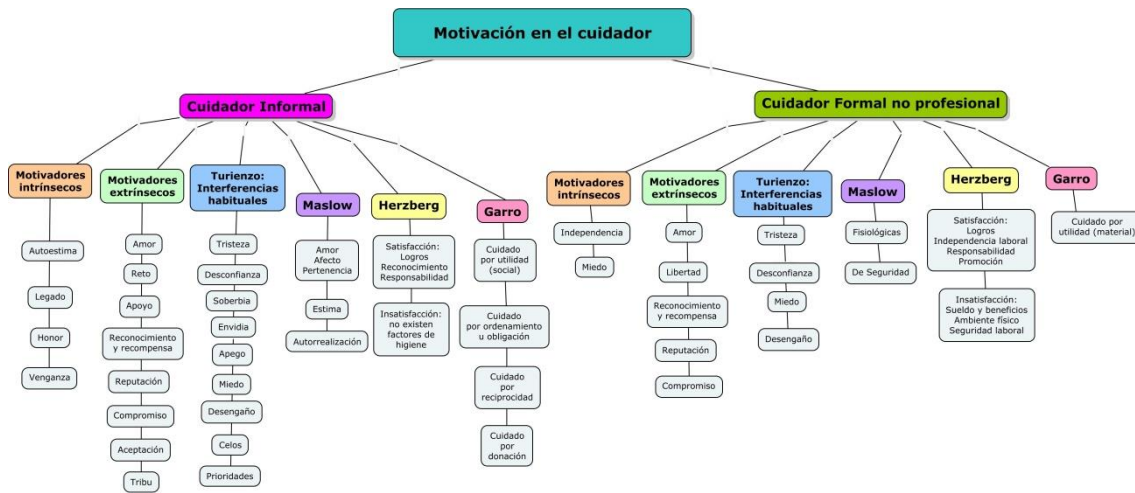 Motivación en el cuidador
Cuidador Informal
Motivadores
intrínsecos
Autoestima
Legado
Honor
Venganza
Motivadores
extrínsecos
Amor
Reto
Apoyo
Reconocimiento
y recompensa
Reputación
Compromiso
Aceptación
Tribu
Turienzo:
Interferencias
habituales
Tristeza
Desconfianza
Soberbia
Envidia
Apego
Miedo
Desengaño
Celos
Prioridades
Maslow
Amor
Afecto
Pertenencia
Estima
Autorrealización
Herzberg
Satisfacción:
Logros
Reconocimiento
Responsabilidad
Insatisfacción:
no existen
factores de
higiene
Garro
Cuidado
por utilidad
(social)
Cuidado
por ordenamiento
u obligación
Cuidado
por
reciprocidad
Cuidado
por
donación
Cuidador Formal no profesional
Motivadores
intrínsecos
Independencia
Miedo
Motivadores
extrínsecos
Amor
Libertad
Reconocimiento
y recompensa
Reputación
Compromiso
Turienzo:
Interferencias
habituales
Tristeza
Desconfianza
Miedo
Desengaño
Maslow
Fisiológicas
De Seguridad
Herzberg
Satisfacción:
Logros
Independencia laboral
Responsabilidad
Promoción
Insatisfacción:
Sueldo y beneficios
Ambiente físico
Seguridad laboral
Garro
Cuidado por
utilidad (material)